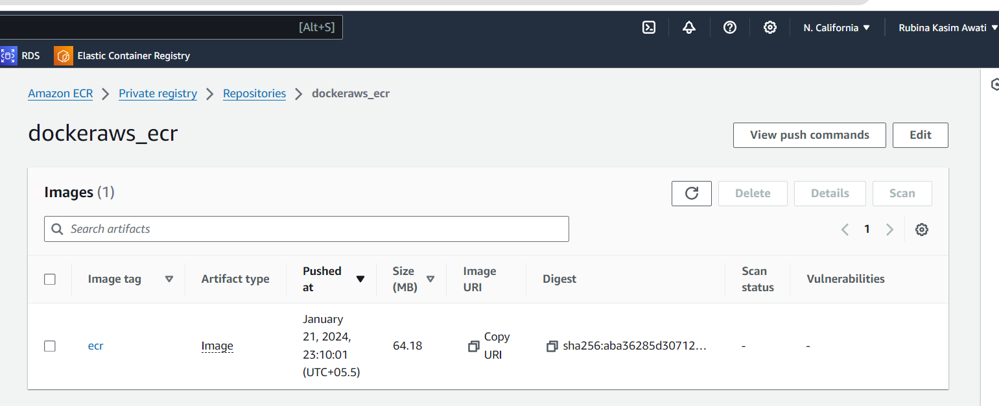 [Alt+S]
N. California
Rubina Kasim Awati
RDS
Elastic Container Registry
Amazon ECR
Private registry
Repositories
dockeraws_ecr
dockeraws_ecr
View push commands
Edit
Images (1)
Delete
Details
Scan
Search artifacts
1
Image tag
Artifact type
Pushed
at
Size
(MB)
Image
URI
Digest
Scan
status
Vulnerabilities
ecr
Image
January
21, 2024,
23:10:01
(UTC+05.5)
64.18
Copy
URI
sha256:aba36285d30712...
-
-